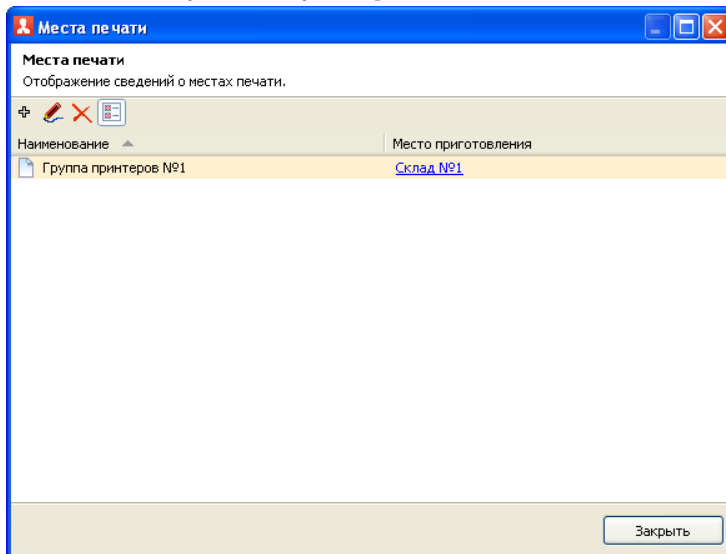 Места печати
Места печати
Отображение сведений о местах печати.
Наименование Место приготовления
Группа принтеров №1 Склад №1
Закрыть